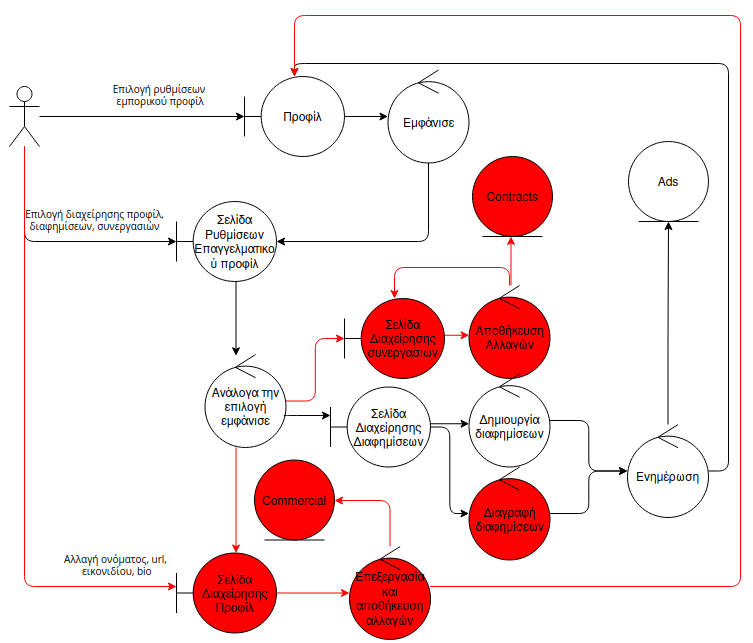 Επιλογή ρυθμίσεων
εμπορικού προφίλ
Προφίλ
Εμφάνισε
Contracts
Ads
Επιλογή διαχείρησης προφίλ,
διαφημίσεων, συνεργασιών
Σελίδα
Ρυθμίσεων
Επαγγελματικο
ύ προφίλ
Σελίδα
Διαχείρησης
συνεργασιών
Αποθήκευση
Αλλαγών
Ανάλογα την
επιλογή
εμφάνισε
Σελίδα
Διαχείρησης
Διαφημίσεων
Δημιουργία
διαφημίσεων
Ενημέρωση
Commercial
Διαγραφή
διαφημίσεων
Αλλαγή ονόματος, url,
εικονιδίου, bio
Σελίδα
Διαχείρησης
Προφίλ
Επεξεργασία
και
αποθήκευση
αλλαγών